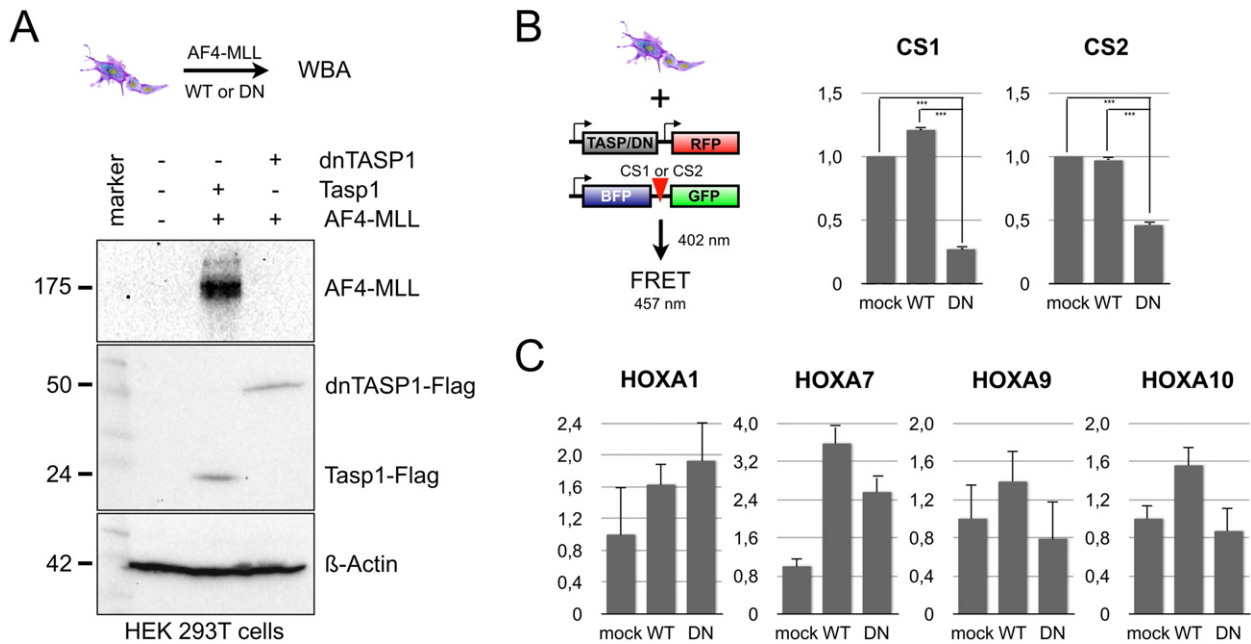 A
AF4-MLL
WT or DN
WBA
marker
- - + dnTASP1
- + - Tasp1
- + + AF4-MLL
175 AF4-MLL
50 dnTASP1-Flag
24 Tasp1-Flag
42 ß-Actin
HEK 293T cells
B
+
TASP/DN RFP
CS1 or CS2
BFP GFP
402 nm
FRET
457 nm
CS1
1,5
1,0
0,5
0
***
***
mock WT DN
CS2
1,5
1,0
0,5
0
***
***
mock WT DN
C
HOXA1
2,4
2,0
1,6
1,2
0,8
0,4
0
mock WT DN
HOXA7
4,0
3,2
2,4
1,6
0,8
0
mock WT DN
HOXA9
2,0
1,6
1,2
0,8
0,4
0
mock WT DN
HOXA10
2,0
1,6
1,2
0,8
0,4
0
mock WT DN